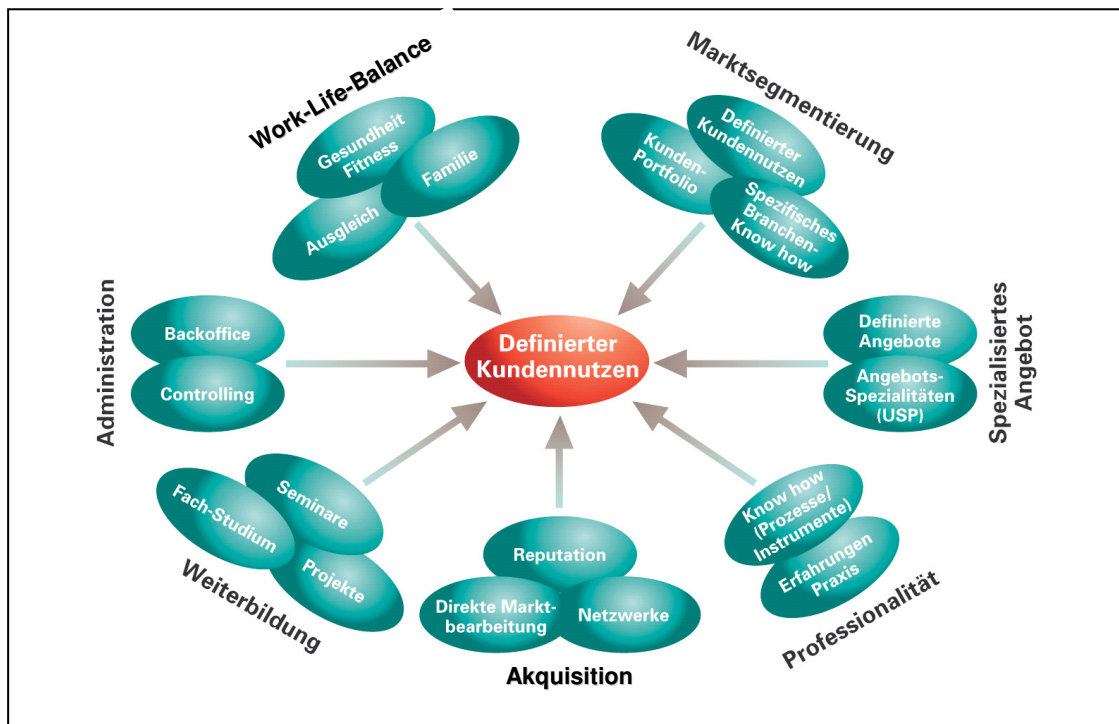 Work-Life-Balance
Gesundheit
Fitness
Familie
Ausgleich
Marktsegmentierung
Definierter
Kundennutzen
Kunden-
Portfolio
Spezifisches
Branchen-
Know how
Administration
Backoffice
Controlling
Definierter
Kundennutzen
Definierte
Angebote
Angebots-
Spezialitäten
(USP)
Spezialisiertes
Angebot
Seminare
Fach-Studium
Projekte
Weiterbildung
Reputation
Direkte Markt-
bearbeitung
Netzwerke
Akquisition
Know how
(Prozesse/
Instrumente)
Erfahrungen
Praxis
Professionalität